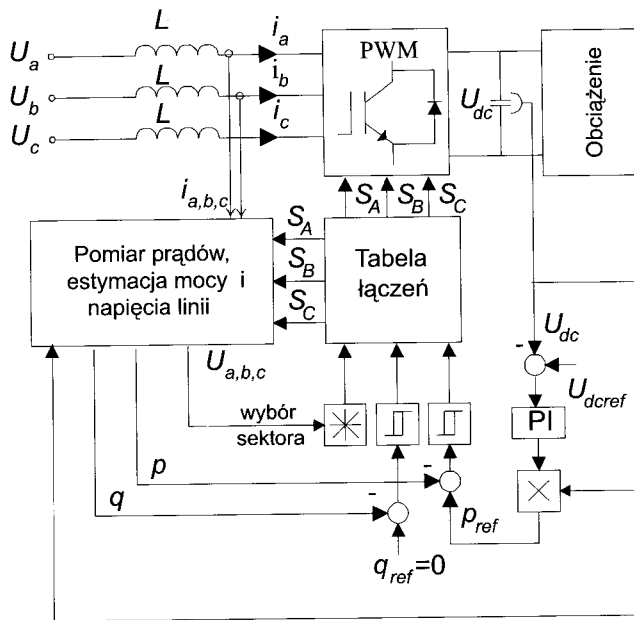 L
i_a
U_a
PWM
L
i_b
U_b
U_dc
Obciążenie
L
i_c
U_c
i_a,b,c
S_A
S_B
S_C
S_A
Pomiar prądów,
estymacja mocy i
napięcia linii
S_B
Tabela
łączeń
S_C
U_a,b,c
U_dc
-
U_dcref
wybór
sektora
PI
p
-
q
-
p_ref
q_ref=0